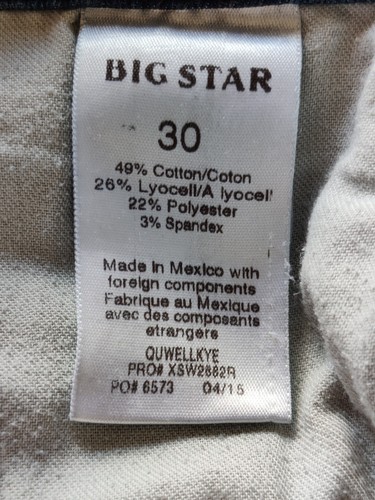 BIG STAR
30
49% Cotton/Coton
26% Lyocell/A lyocel'
22% Polyester
3% Spandex
Made in Mexico with
foreign components
Fabrique au Mexique
avec des composants
etrangers
QUWELLKYE
PRO# XSW2882R
PO# 6573 04/15